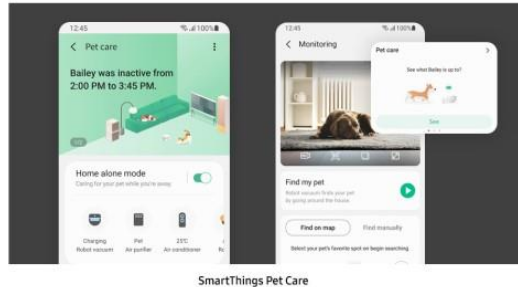 12:45
100%
Pet care
Bailey was inactive from
2:00 PM to 3:45 PM.
1/2
Home alone mode
Caring for your pet while you're away
Charging
Robot vacuum
Pet
Air purifier
25℃
Air conditioner
12:45
100%
Monitoring
Find my pet
Robot vacuum finds your pet
by going around the house
Find on map
Find manually
Select your pet's favorite spot on begin searching.
Pet care
See what Bailey is up to?
See
SmartThings Pet Care